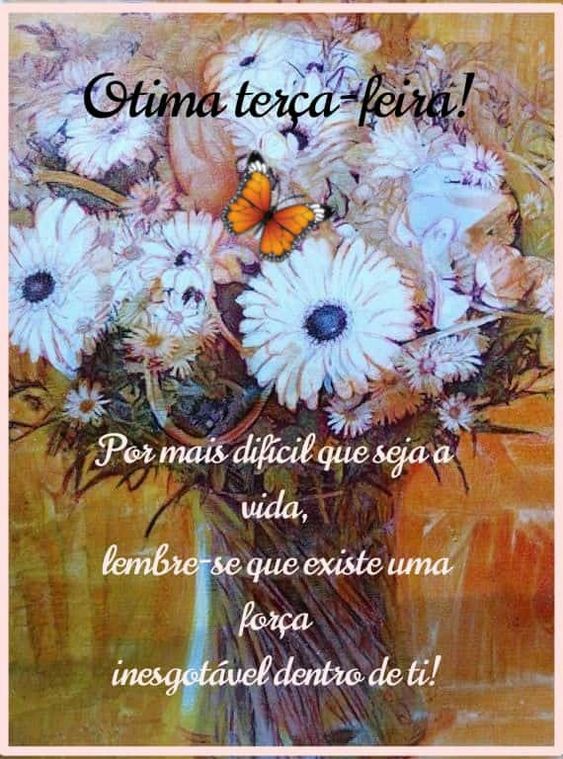 Otima terça-feira!
Por mais difícil que seja a
vida,
lembre-se que existe uma
força
inesgotável dentro de ti!